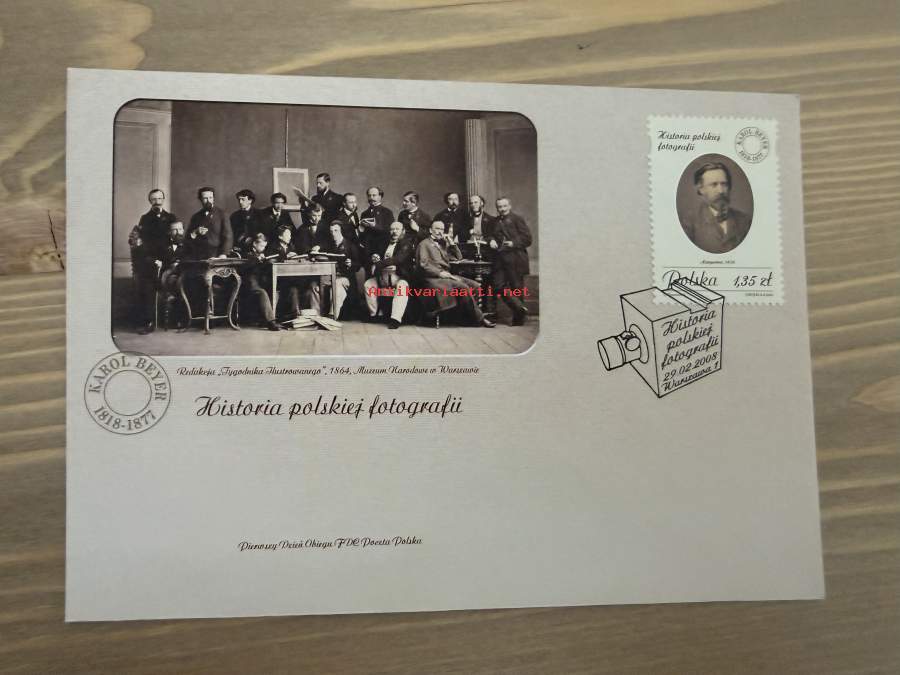 Historia polskiej
fotografii
KAROL BEYER
1818-1877
Polska 1,35 zł
Historia
polskiej
fotografii
29.02.2008
Warszawa 1
Antikvariaatti.net
Redakcja „Tygodnika Ilustrowanego”, 1864, Muzeum Narodowe w Warszawie
KAROL BEYER
1818-1877
Historia polskiej fotografii
Pierwszy Dzień Obiegu FDC Poczta Polska